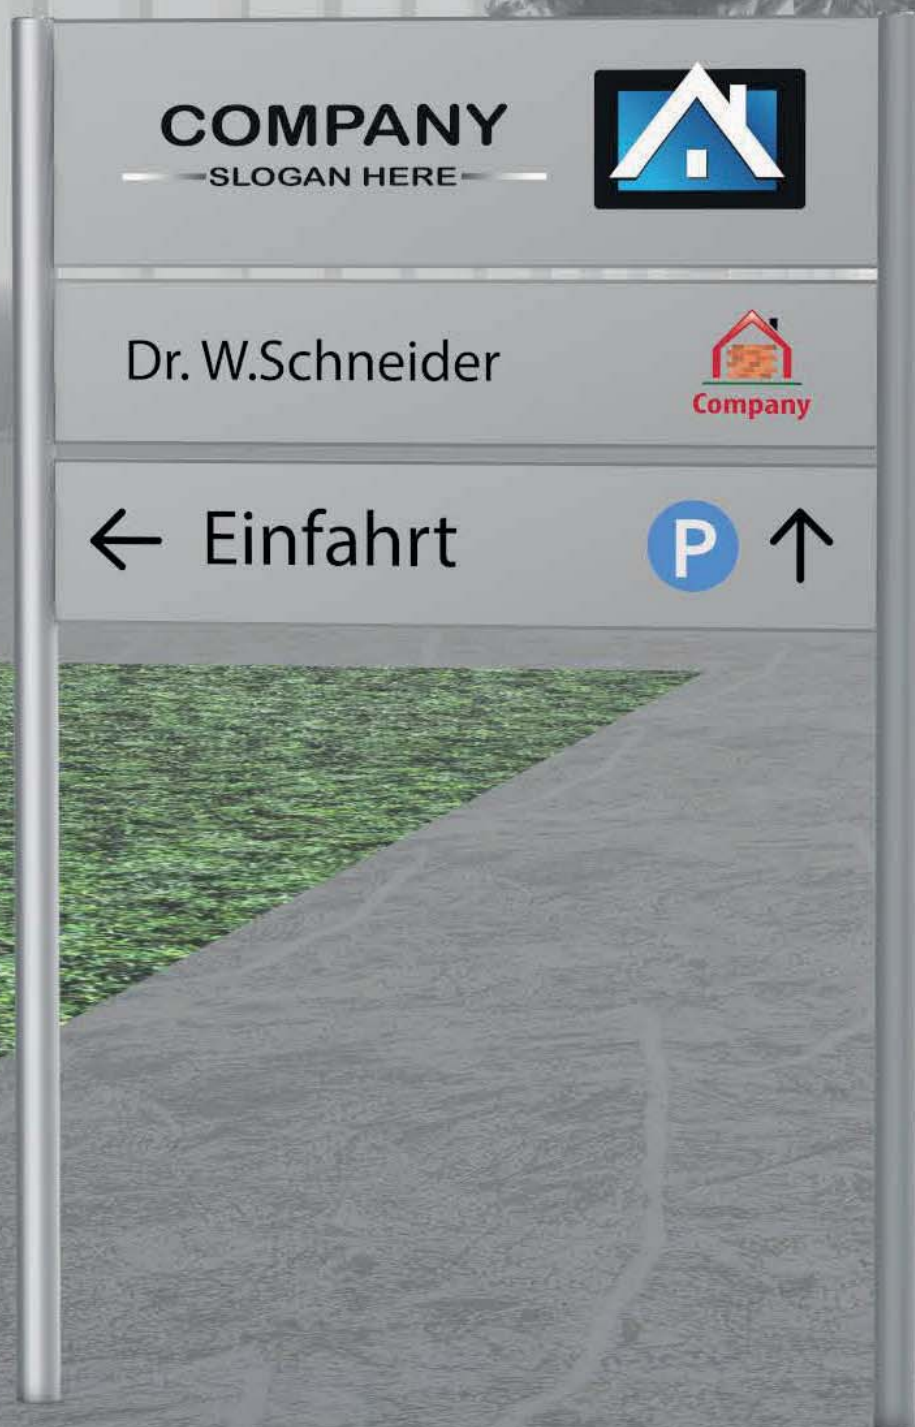 COMPANY
SLOGAN HERE
Dr. W.Schneider
Company
← Einfahrt P ↑